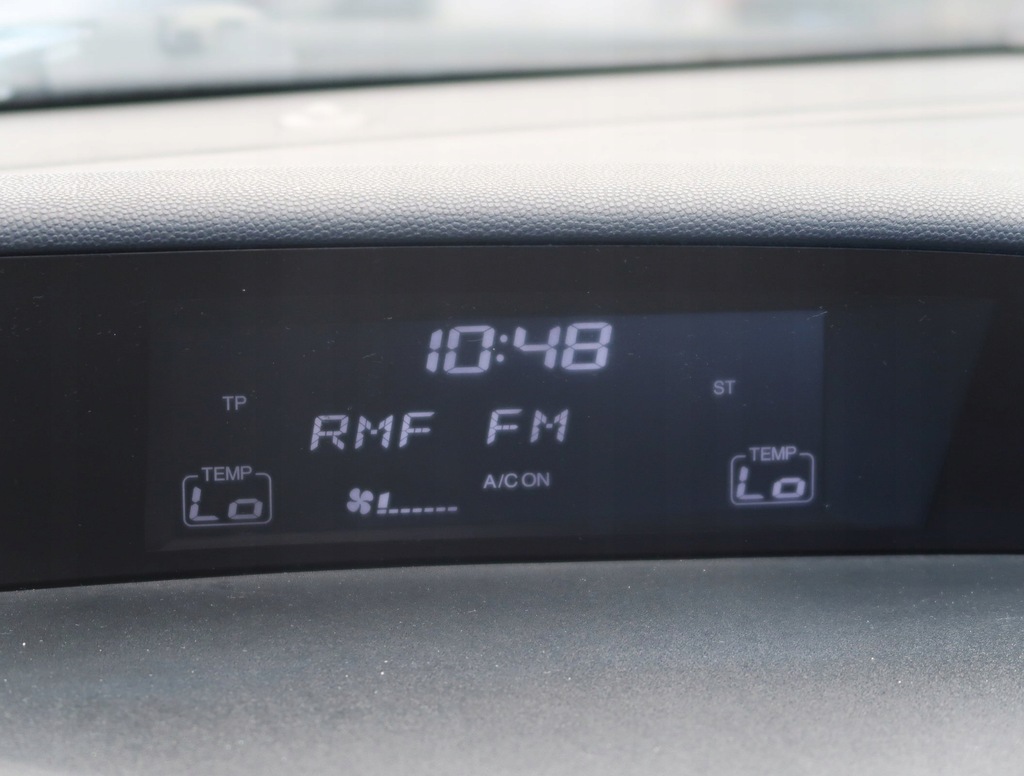 10:48
TP
ST
RMF FM
TEMP
Lo
A/C ON
TEMP
Lo